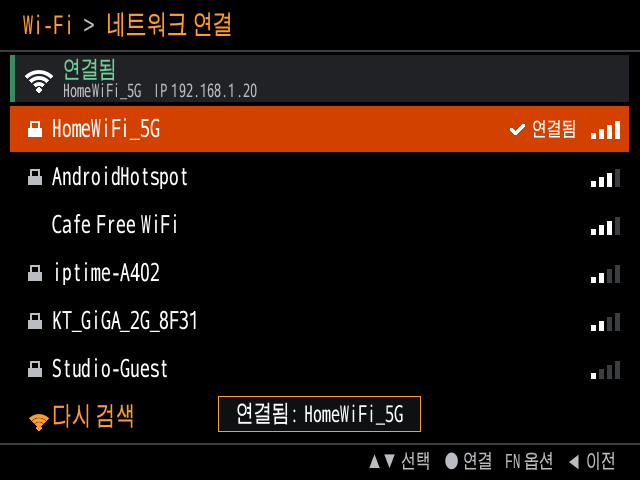 Wi-Fi > 네트워크 연결
연결됨
HomeWiFi_5G IP 192.168.1.20
HomeWiFi_5G 연결됨
AndroidHotspot
Cafe Free WiFi
iptime-A402
KT_GiGA_2G_8F31
Studio-Guest
다시 검색
연결됨: HomeWiFi_5G
▲▼ 선택 ● 연결 FN 옵션 ◀ 이전